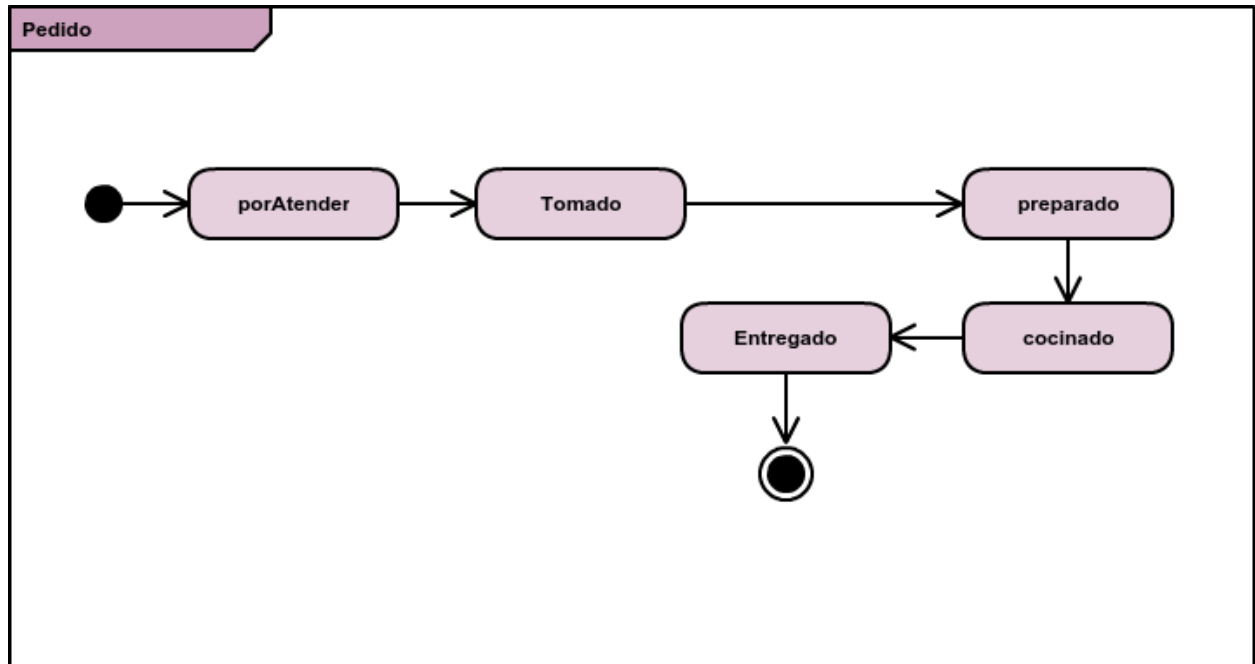 Pedido
porAtender
Tomado
preparado
Entregado
cocinado